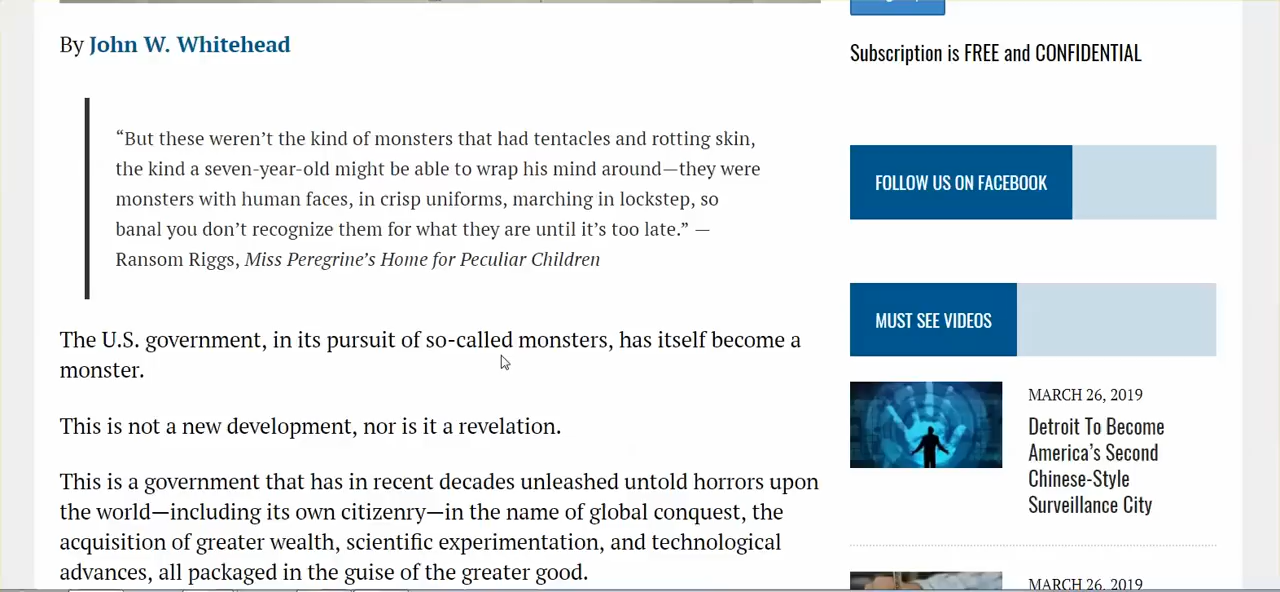 By John W. Whitehead
“But these weren’t the kind of monsters that had tentacles and rotting skin,
the kind a seven-year-old might be able to wrap his mind around—they were
monsters with human faces, in crisp uniforms, marching in lockstep, so
banal you don’t recognize them for what they are until it’s too late.” —
Ransom Riggs, Miss Peregrine’s Home for Peculiar Children
The U.S. government, in its pursuit of so-called monsters, has itself become a
monster.
This is not a new development, nor is it a revelation.
This is a government that has in recent decades unleashed untold horrors upon
the world—including its own citizenry—in the name of global conquest, the
acquisition of greater wealth, scientific experimentation, and technological
advances, all packaged in the guise of the greater good.
Subscription is FREE and CONFIDENTIAL
FOLLOW US ON FACEBOOK
MUST SEE VIDEOS
MARCH 26, 2019
Detroit To Become
America’s Second
Chinese-Style
Surveillance City
MARCH 26, 2019